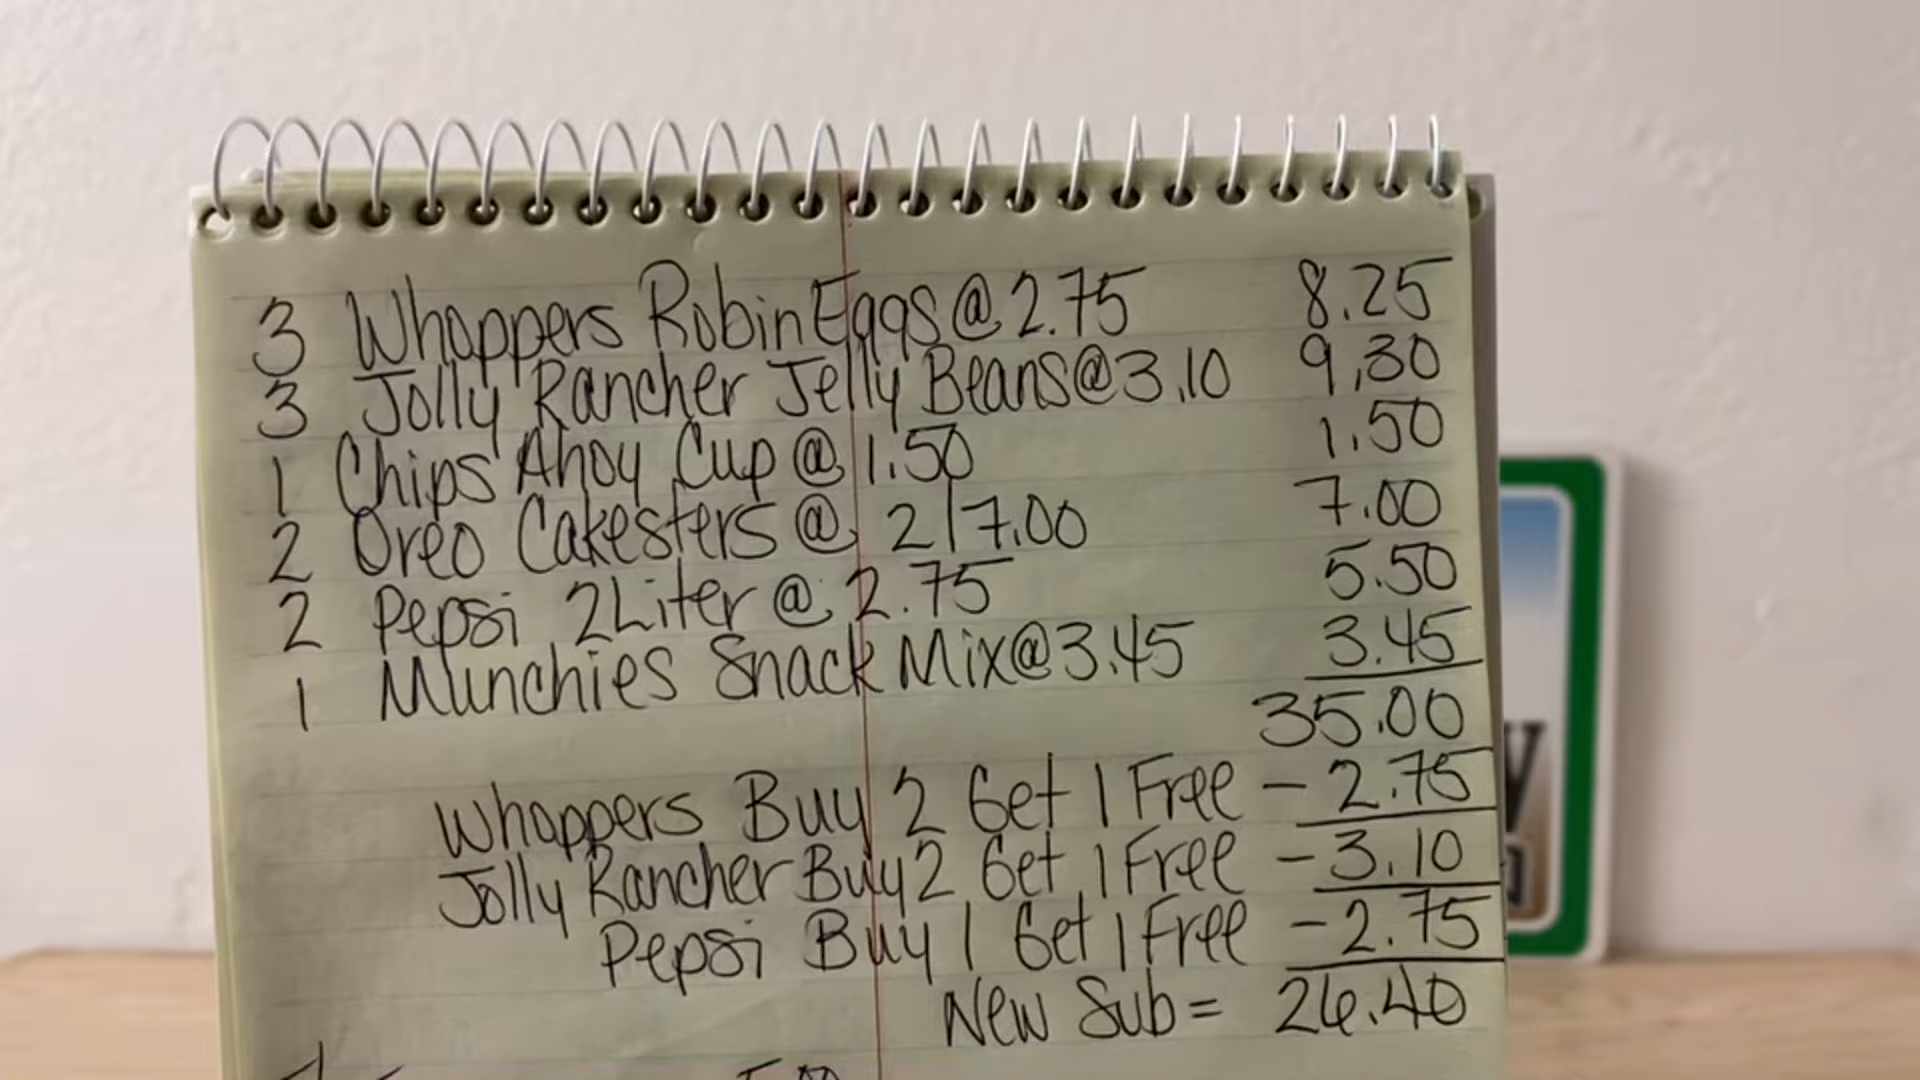 3 Whoppers Robin Eggs @ 2.75 8.25
3 Jolly Rancher Jelly Beans @ 3.10 9.30
1 Chips Ahoy Cup @ 1.50 1.50
2 Oreo Cakesters @ 2/7.00 7.00
2 Pepsi 2 Liter @ 2.75 5.50
1 Munchies Snack Mix @ 3.45 3.45
35.00
Whoppers Buy 2 Get 1 Free - 2.75
Jolly Rancher Buy 2 Get 1 Free - 3.10
Pepsi Buy 1 Get 1 Free - 2.75
New Sub = 26.40